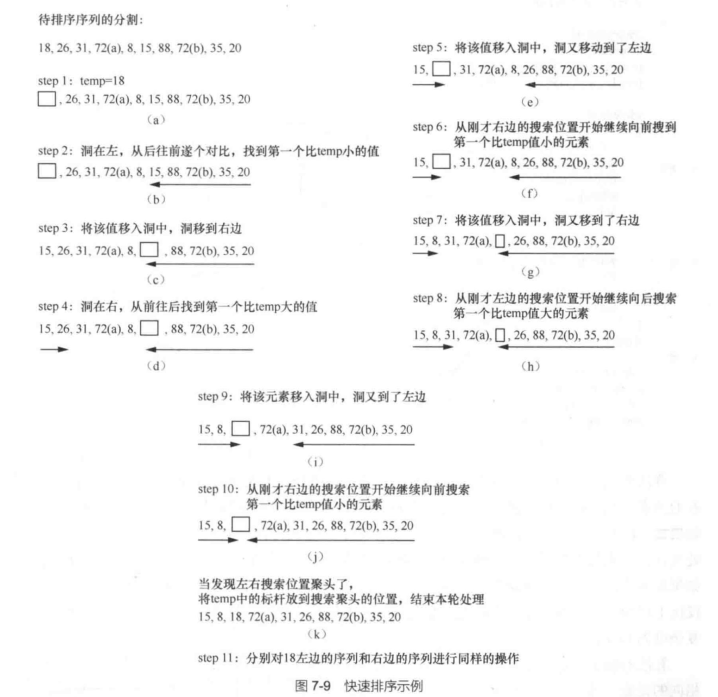 待排序序列的分割：
18, 26, 31, 72(a), 8, 15, 88, 72(b), 35, 20
step 1：temp=18
, 26, 31, 72(a), 8, 15, 88, 72(b), 35, 20
（a）
step 2：洞在左，从后往前逐个对比，找到第一个比temp小的值
, 26, 31, 72(a), 8, 15, 88, 72(b), 35, 20
（b）
step 3：将该值移入洞中，洞移到右边
15, 26, 31, 72(a), 8, , 88, 72(b), 35, 20
（c）
step 4：洞在右，从前往后找到第一个比temp大的值
15, 26, 31, 72(a), 8, , 88, 72(b), 35, 20
（d）
step 5：将该值移入洞中，洞又移动到了左边
15, , 31, 72(a), 8, 26, 88, 72(b), 35, 20
（e）
step 6：从刚才右边的搜索位置开始继续向前搜到
第一个比temp值小的元素
15, , 31, 72(a), 8, 26, 88, 72(b), 35, 20
（f）
step 7：将该值移入洞中，洞又移到了右边
15, 8, 31, 72(a), , 26, 88, 72(b), 35, 20
（g）
step 8：从刚才左边的搜索位置开始继续向后搜索
第一个比temp值大的元素
15, 8, 31, 72(a), , 26, 88, 72(b), 35, 20
（h）
step 9：将该元素移入洞中，洞又到了左边
15, 8, , 72(a), 31, 26, 88, 72(b), 35, 20
（i）
step 10：从刚才右边的搜索位置开始继续向前搜索
第一个比temp值小的元素
15, 8, , 72(a), 31, 26, 88, 72(b), 35, 20
（j）
当发现左右搜索位置聚头了，
将temp中的标杆放到搜索聚头的位置，结束本轮处理
15, 8, 18, 72(a), 31, 26, 88, 72(b), 35, 20
（k）
step 11：分别对18左边的序列和右边的序列进行同样的操作
图 7-9 快速排序示例